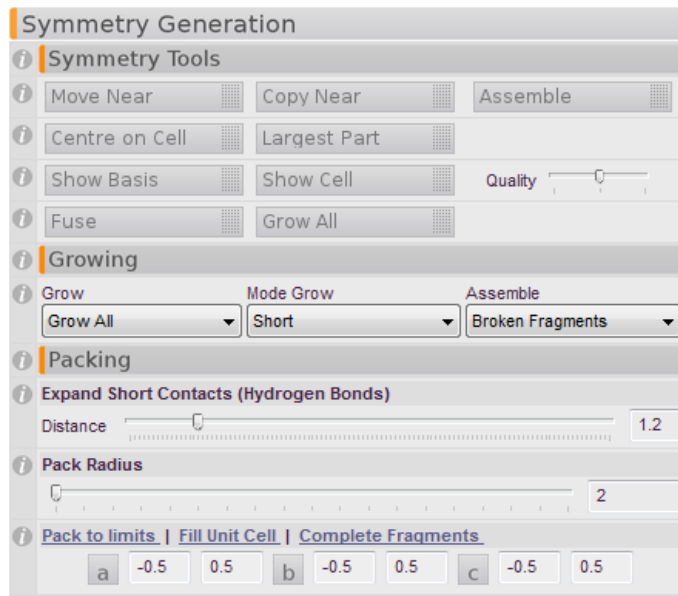 Symmetry Generation
Symmetry Tools
Move Near Copy Near Assemble
Centre on Cell Largest Part
Show Basis Show Cell Quality
Fuse Grow All
Growing
Grow Mode Grow Assemble
Grow All Short Broken Fragments
Packing
Expand Short Contacts (Hydrogen Bonds)
Distance 1.2
Pack Radius
2
Pack to limits | Fill Unit Cell | Complete Fragments
a -0.5 0.5 b -0.5 0.5 c -0.5 0.5